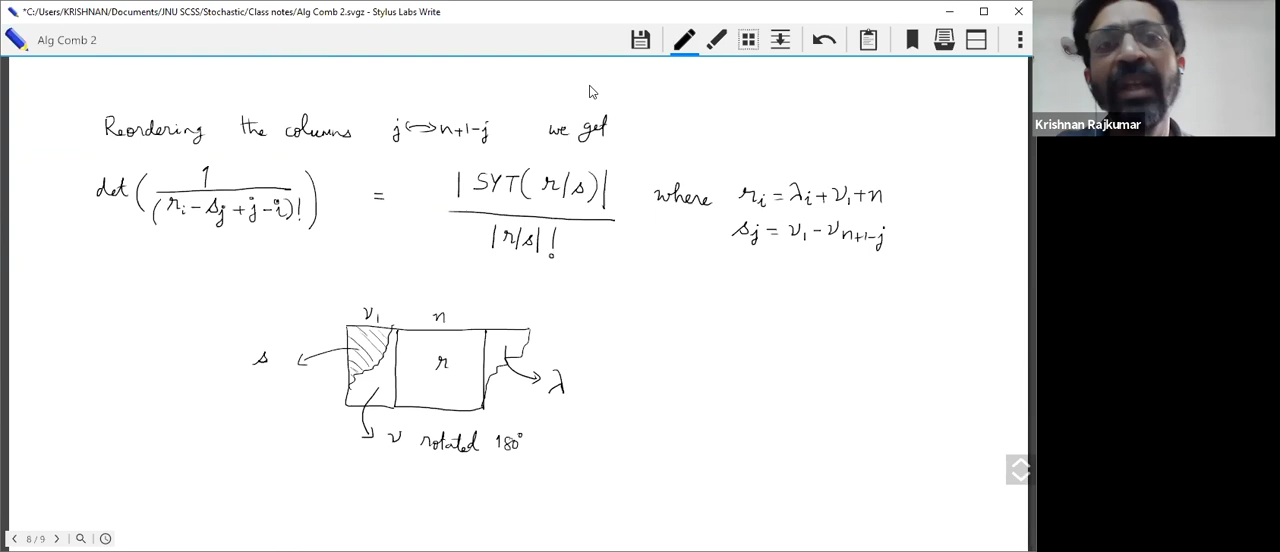 *C:/Users/KRISHNAN/Documents/JNU SCSS/Stochastic/Class notes/Alg Comb 2.svgz - Stylus Labs Write
Alg Comb 2
Krishnan Rajkumar
Reordering the columns j↔n+1-j we get
det(1/(r_i - s_j + j - i)!) = |SYT(r/s)| / |r/s|! where r_i = λ_i + ν_1 + n
s_j = ν_1 - ν_{n+1-j}
ν_1 n
s r λ
ν rotated 180°
8/9